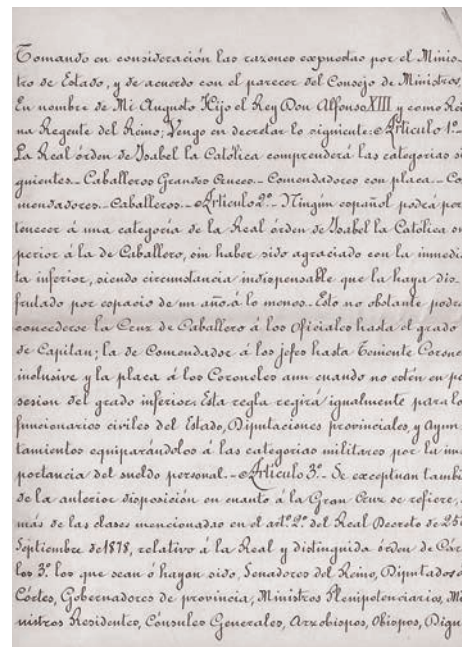 Tomando en consideración las razones expuestas por el Minis-
tro de Estado, y de acuerdo con el parecer del Consejo de Ministros,
En nombre de Mi Augusto Hijo el Rey Don Alfonso XIII y como Rei
na Regente del Reino; Vengo en decretar lo siguiente: Artículo 1º-
La Real órden de Isabel la Católica comprenderá las categorias si
guientes.- Caballeros Grandes Cruces.- Comendadores con placa.- Co
mendadores.- Caballeros.- Artículo 2º.- Ningun español podrá per
tenecer á una categoría de la Real órden de Isabel la Católica su
perior á la de Caballero, sin haber sido agraciado con la inmedia
ta inferior, siendo circunstancia indispensable que la haya dis-
frutado por espacio de un año á lo menos.- Esto no obstante podrá
concederse la Cruz de Caballero á los Oficiales hasta el grado
de Capitan; la de Comendador á los jefes hasta Teniente Corone
inclusive y la placa á los Coroneles aun cuando no estén en po
sesion del grado inferior. Esta regla regirá igualmente para lo
funcionarios civiles del Estado, Diputaciones provinciales, y Ayun
tamientos equiparándolos á las categorias militares por la im
portancia del sueldo personal.- Artículo 3º.- Se exceptuan tambi
de la anterior disposición en cuanto á la Gran Cruz se refiere, a
más de las clases mencionadas en el artº 2º del Real Decreto de 25
Septiembre de 1878, relativo á la Real y distinguida órden de Cár
los 3º. los que sean ó hayan sido, Senadores del Reino, Diputados á
Córtes, Gobernadores de provincia, Ministros Plenipotenciarios, Mi
nistros Residentes, Cónsules Generales, Arzobispos, Obispos, Dign